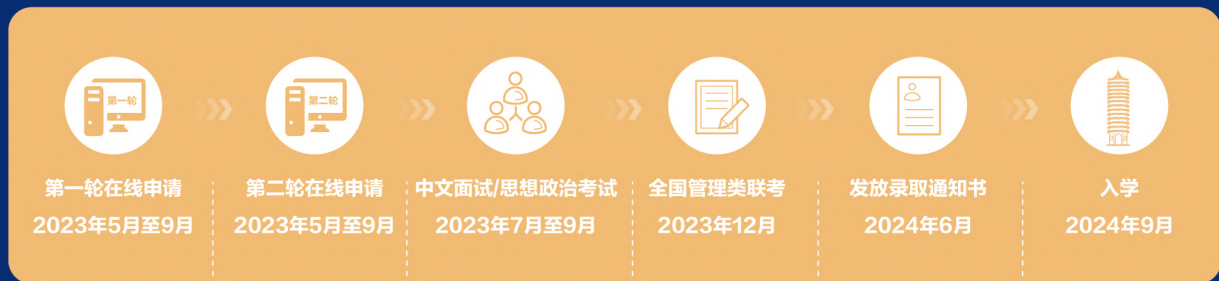 第一轮
第二轮
第一轮在线申请
2023年5月至9月
第二轮在线申请
2023年5月至9月
中文面试/思想政治考试
2023年7月至9月
全国管理类联考
2023年12月
发放录取通知书
2024年6月
入学
2024年9月